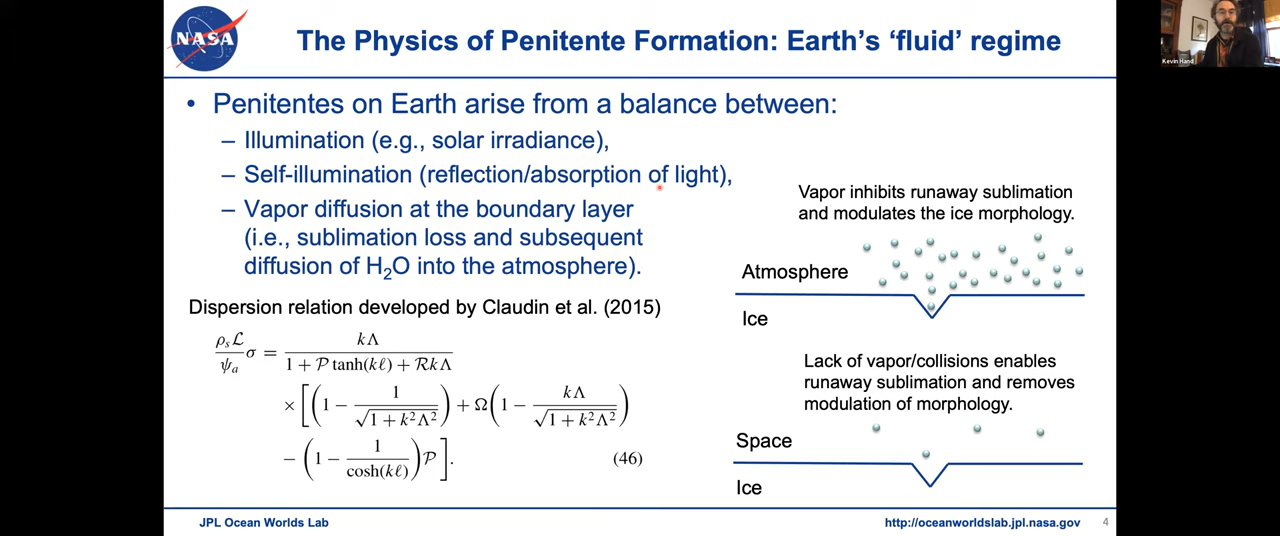 NASA
The Physics of Penitente Formation: Earth's 'fluid' regime
Kevin Hand
• Penitentes on Earth arise from a balance between:
– Illumination (e.g., solar irradiance),
– Self-illumination (reflection/absorption of light),
– Vapor diffusion at the boundary layer
(i.e., sublimation loss and subsequent
diffusion of H₂O into the atmosphere).
Dispersion relation developed by Claudin et al. (2015)
ρₛℒ/ψₐ σ = kΛ / (1 + 𝒫 tanh(kℓ) + ℛkΛ)
× [(1 − 1/√(1 + k²Λ²)) + Ω(1 − kΛ/√(1 + k²Λ²))
− (1 − 1/cosh(kℓ))𝒫]. (46)
Vapor inhibits runaway sublimation
and modulates the ice morphology.
Atmosphere
Ice
Lack of vapor/collisions enables
runaway sublimation and removes
modulation of morphology.
Space
Ice
JPL Ocean Worlds Lab
http://oceanworldslab.jpl.nasa.gov 4